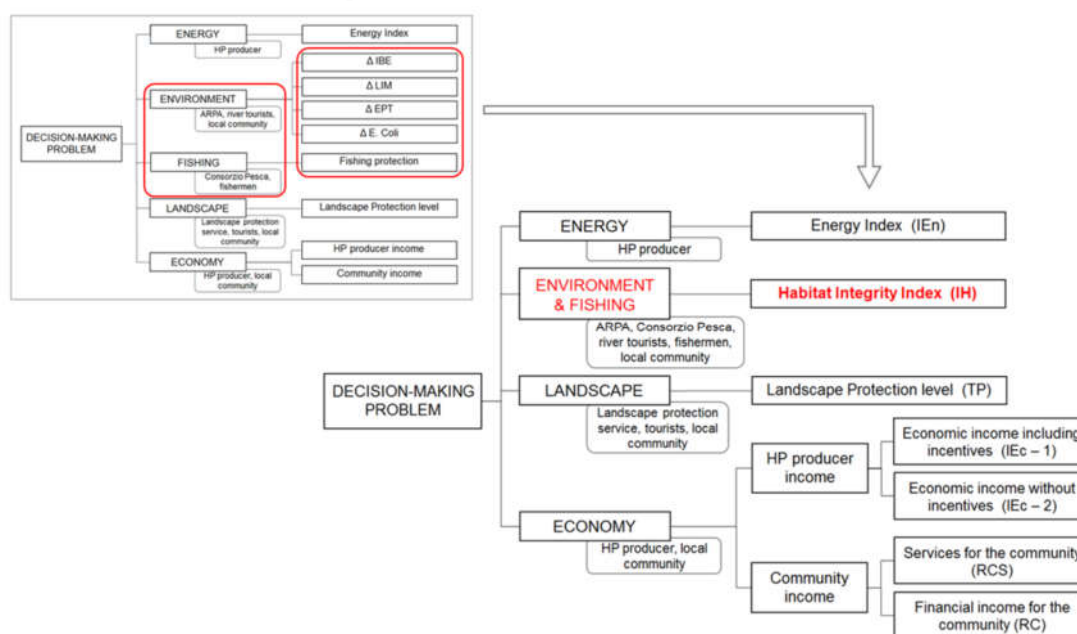 ENERGY
HP producer
Energy Index
ENVIRONMENT
ARPA, river tourists,
local community
Δ IBE
Δ LIM
Δ EPT
Δ E. Coli
DECISION-MAKING
PROBLEM
FISHING
Consorzio Pesca,
fishermen
Fishing protection
LANDSCAPE
Landscape protection
service, tourists, local
community
Landscape Protection level
ECONOMY
HP producer, local
community
HP producer income
Community income
ENERGY
HP producer
Energy Index (IEn)
ENVIRONMENT
& FISHING
ARPA, Consorzio Pesca,
river tourists, fishermen,
local community
Habitat Integrity Index (IH)
DECISION-MAKING
PROBLEM
LANDSCAPE
Landscape protection
service, tourists, local
community
Landscape Protection level (TP)
ECONOMY
HP producer, local
community
HP producer
income
Economic income including
incentives (IEc – 1)
Economic income without
incentives (IEc – 2)
Community
income
Services for the community
(RCS)
Financial income for the
community (RC)